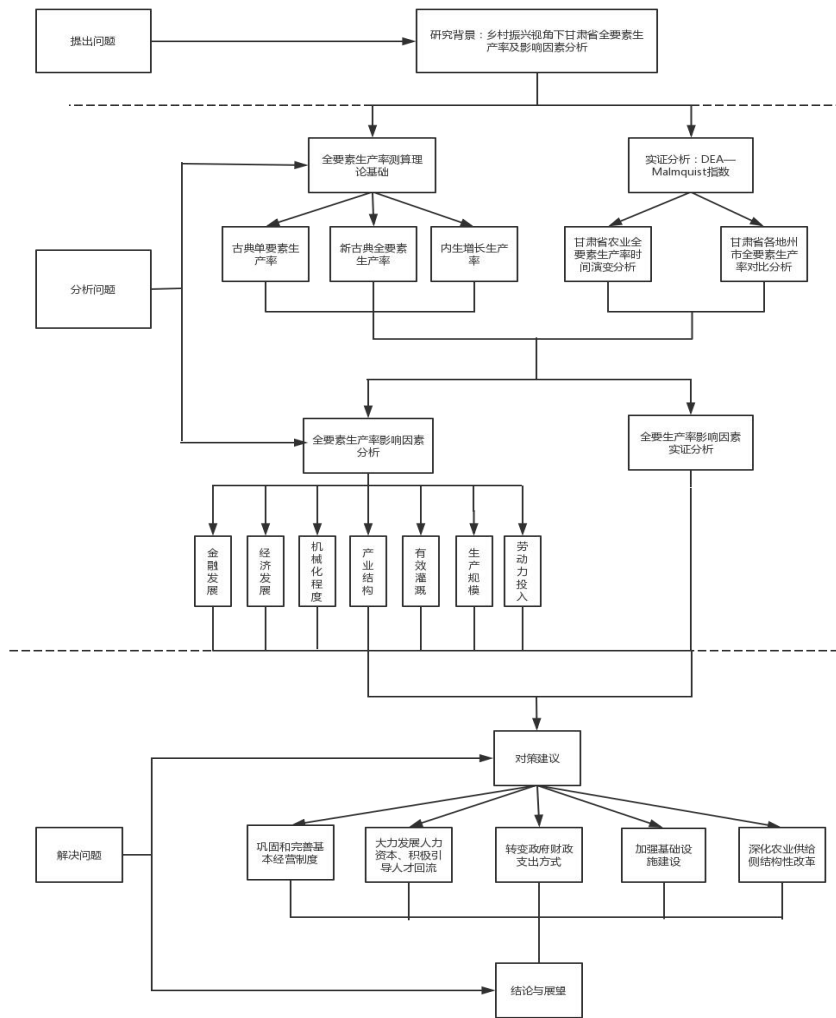 提出问题
研究背景：乡村振兴视角下甘肃省全要素生
产率及影响因素分析
全要素生产率测算理
论基础
实证分析：DEA—
Malmquist指数
古典单要素生
产率
新古典全要素
生产率
内生增长生产
率
甘肃省农业全
要素生产率时
间演变分析
甘肃省各地州
市全要素生产
率对比分析
分析问题
全要素生产率影响因素
分析
全要生产率影响因素
实证分析
金融发展
经济发展
机械化程度
产业结构
有效灌溉
生产规模
劳动力投入
对策建议
解决问题
巩固和完善基
本经营制度
大力发展人力
资本、积极引
导人才回流
转变政府财政
支出方式
加强基础设
施建设
深化农业供给
侧结构性改革
结论与展望